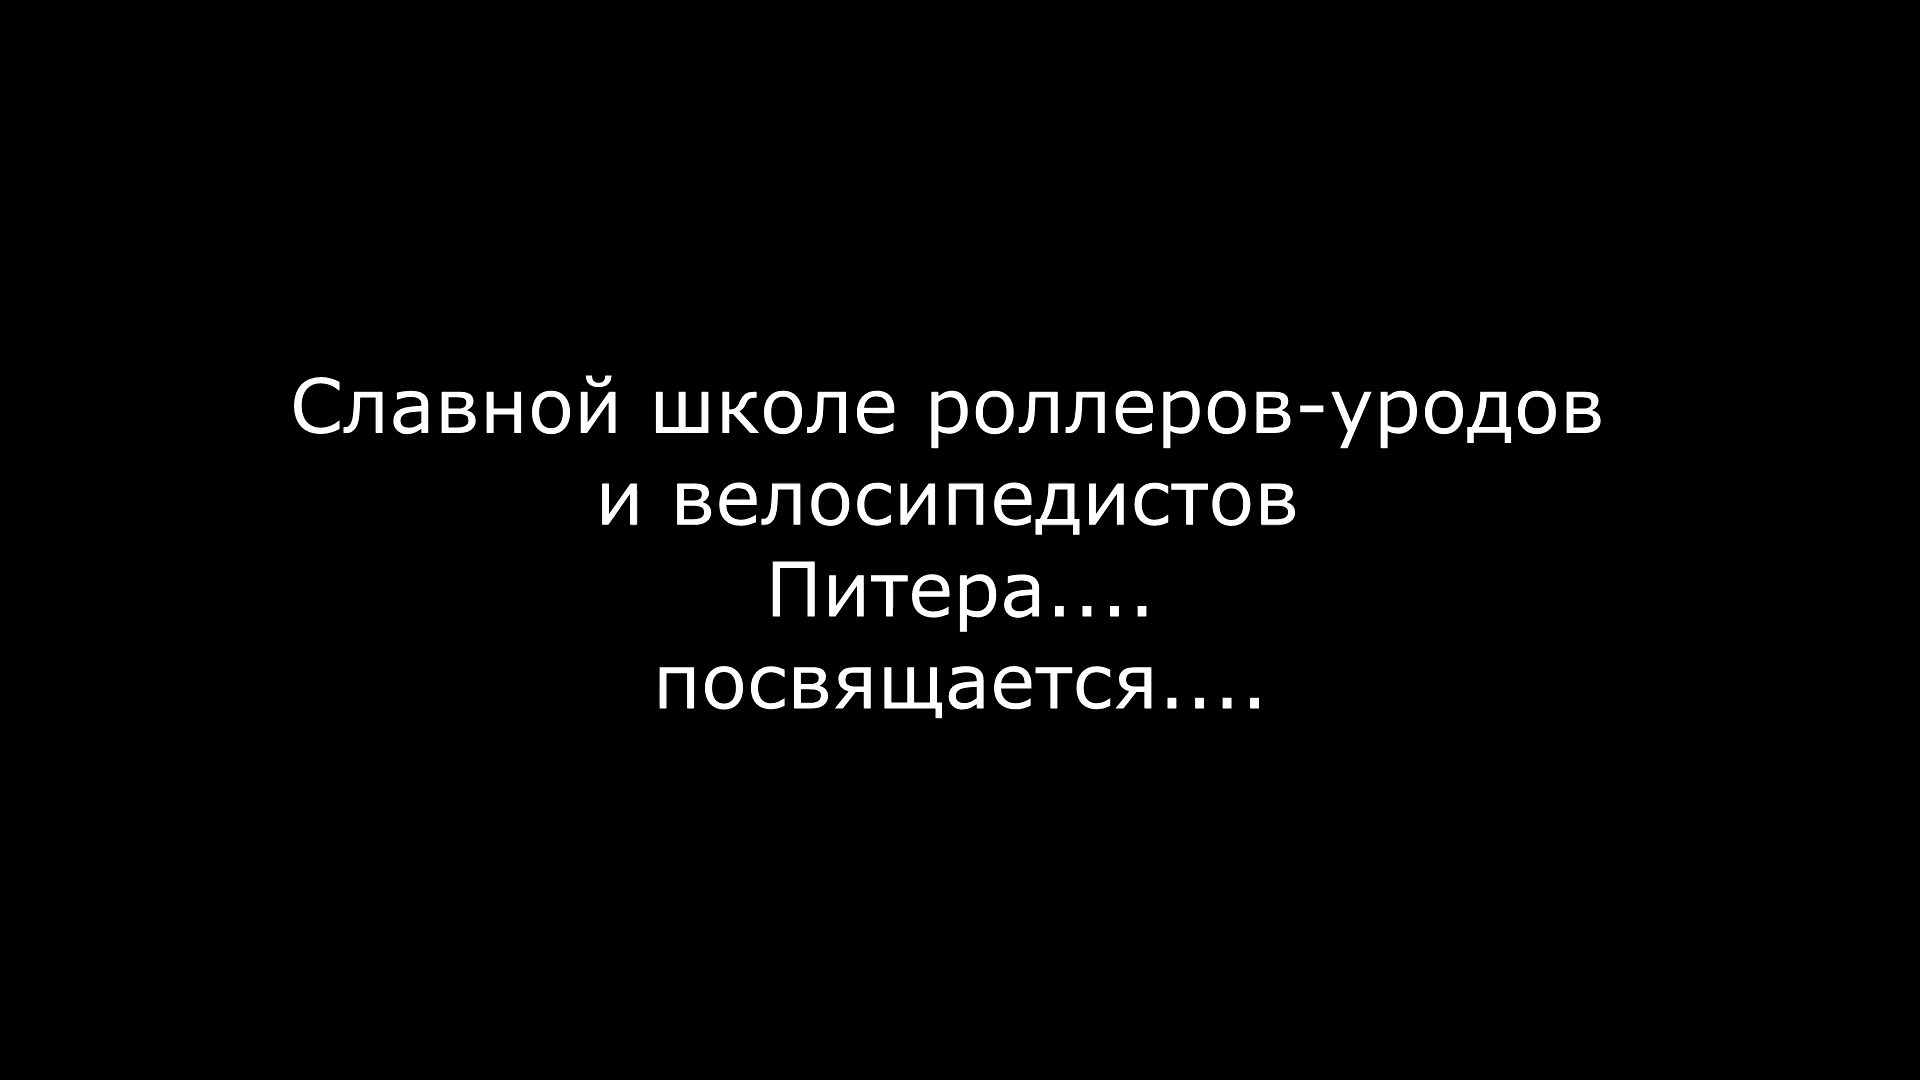 Славной школе роллеров-уродов
и велосипедистов
Питера....
посвящается....